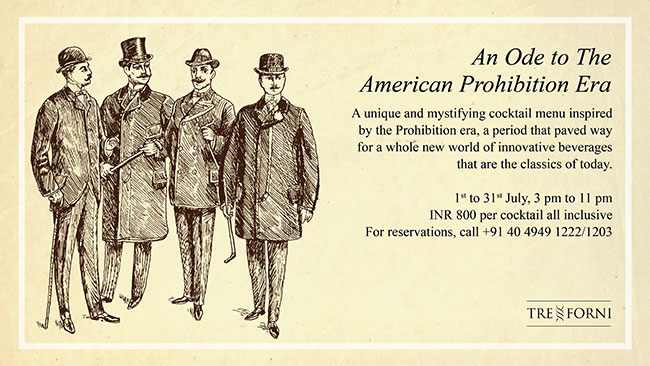 An Ode to The
American Prohibition Era
A unique and mystifying cocktail menu inspired
by the Prohibition era, a period that paved way
for a whole new world of innovative beverages
that are the classics of today.
1st to 31st July, 3 pm to 11 pm
INR 800 per cocktail all inclusive
For reservations, call +91 40 4949 1222/1203
TRE FORNI